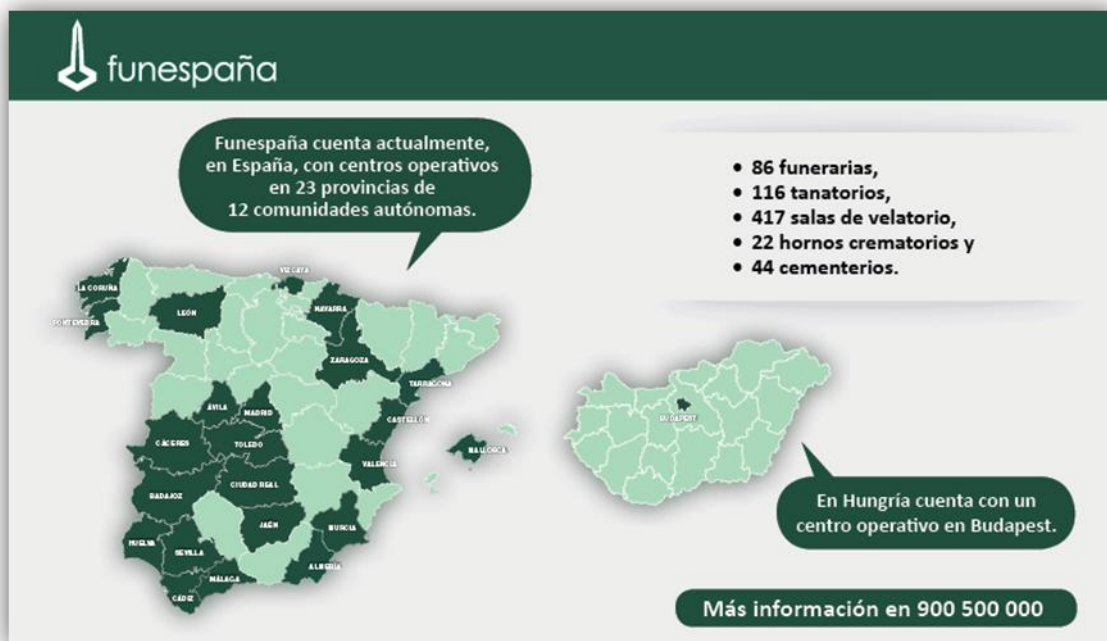 funespaña
Funespaña cuenta actualmente,
en España, con centros operativos
en 23 provincias de
12 comunidades autónomas.
• 86 funerarias,
• 116 tanatorios,
• 417 salas de velatorio,
• 22 hornos crematorios y
• 44 cementerios.
VIZCAYA
LA CORUÑA
LEÓN
NAVARRA
PONTEVEDRA
ZARAGOZA
TARRAGONA
ÁVILA
MADRID
CASTELLÓN
CÁCERES
TOLEDO
MALLORCA
VALENCIA
CIUDAD REAL
BADAJOZ
JAÉN
MURCIA
HUELVA
SEVILLA
ALMERÍA
MÁLAGA
CÁDIZ
BUDAPEST
En Hungría cuenta con un
centro operativo en Budapest.
Más información en 900 500 000